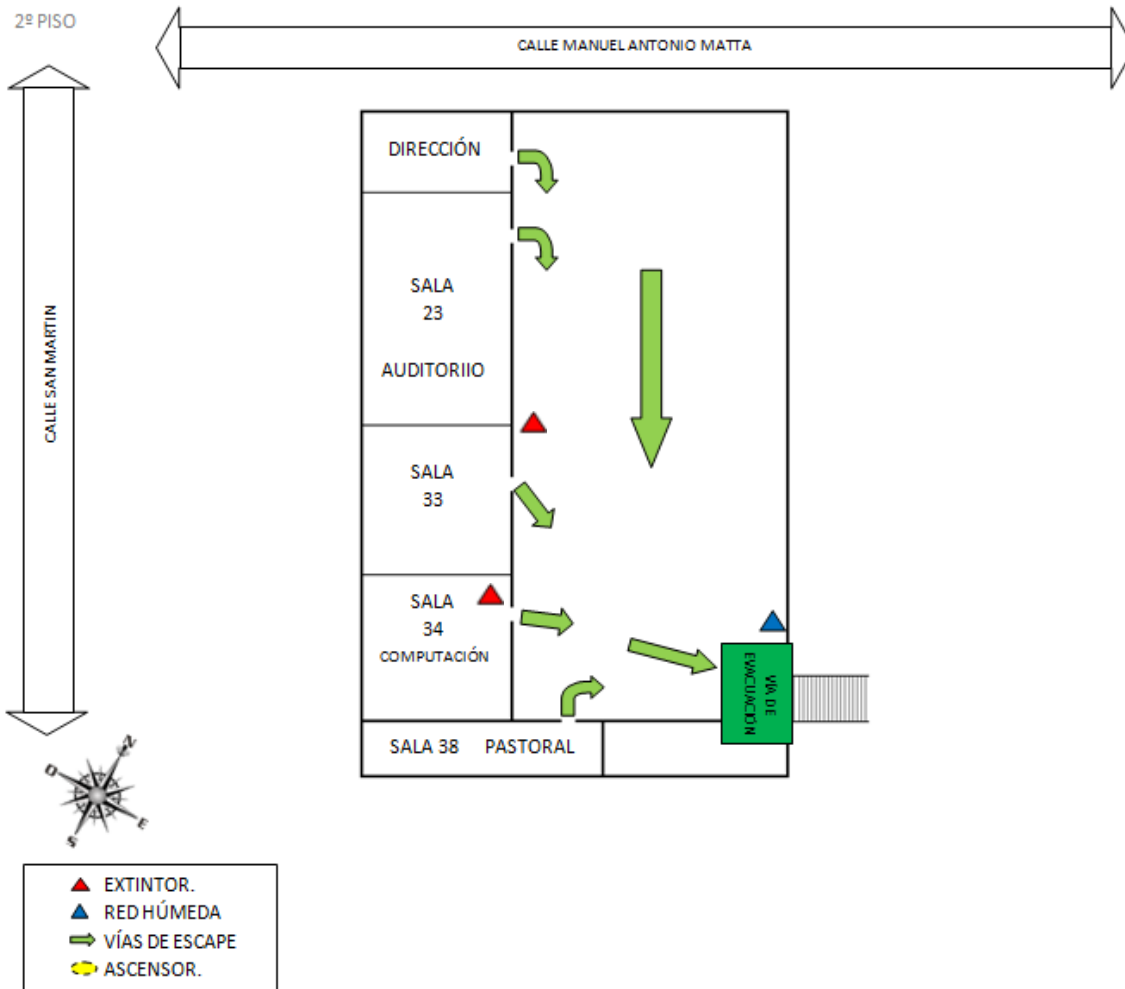 2º PISO
CALLE MANUEL ANTONIO MATTA
CALLE SAN MARTIN
DIRECCIÓN
SALA
23
AUDITORIIO
SALA
33
SALA
34
COMPUTACIÓN
VÍA DE
EVACUACIÓN
SALA 38 PASTORAL
N
O
E
S
EXTINTOR.
RED HÚMEDA
VÍAS DE ESCAPE
ASCENSOR.